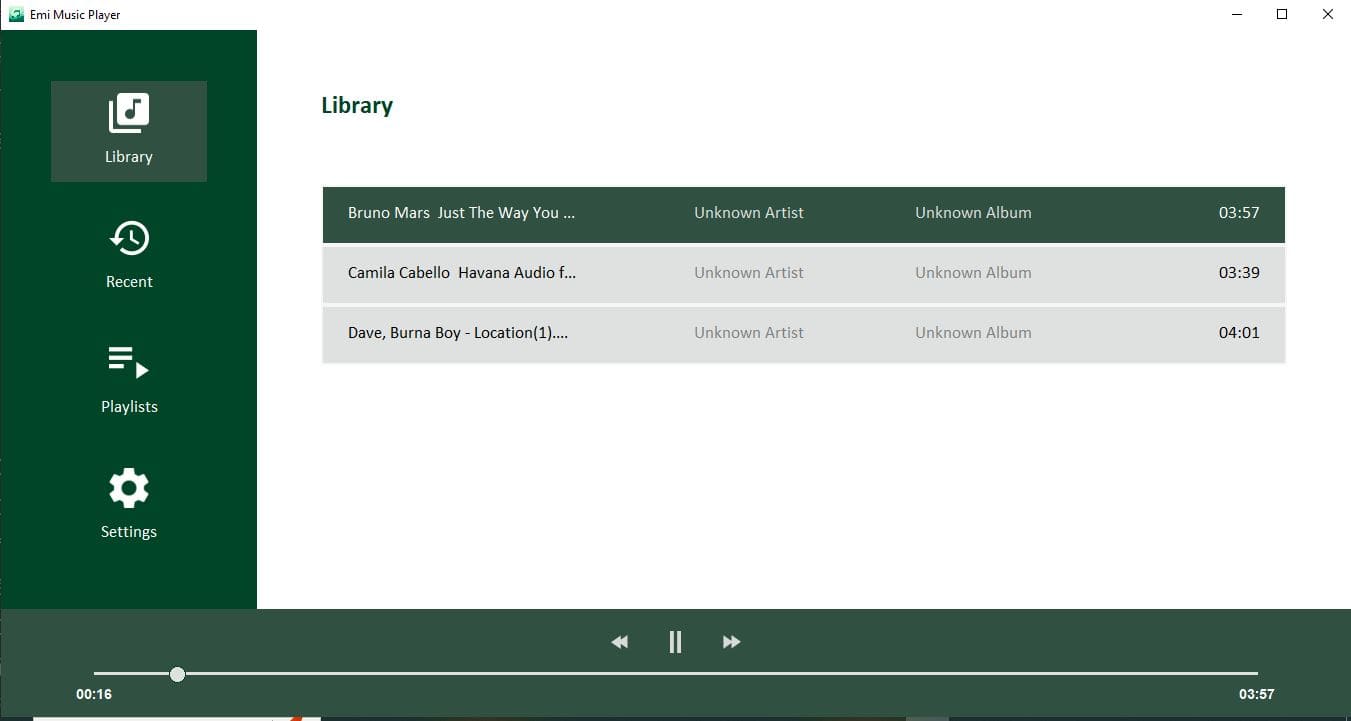 Emi Music Player
Library
Recent
Playlists
Settings
Library
Bruno Mars  Just The Way You ... Unknown Artist Unknown Album 03:57
Camila Cabello  Havana Audio f... Unknown Artist Unknown Album 03:39
Dave, Burna Boy - Location(1).... Unknown Artist Unknown Album 04:01
00:16 03:57